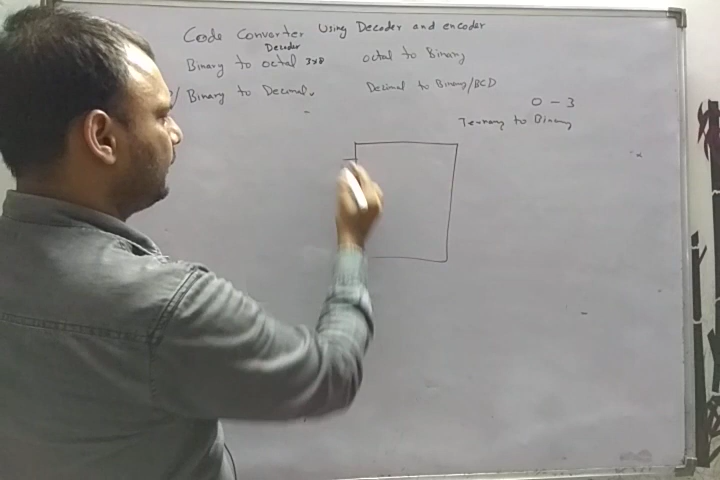 Code Converter Using Decoder and encoder
Decoder
Binary to octal 3x8 octal to Binary
/ Binary to Decimal. Decimal to Binary/BCD
0 - 3
Ternary to Binary